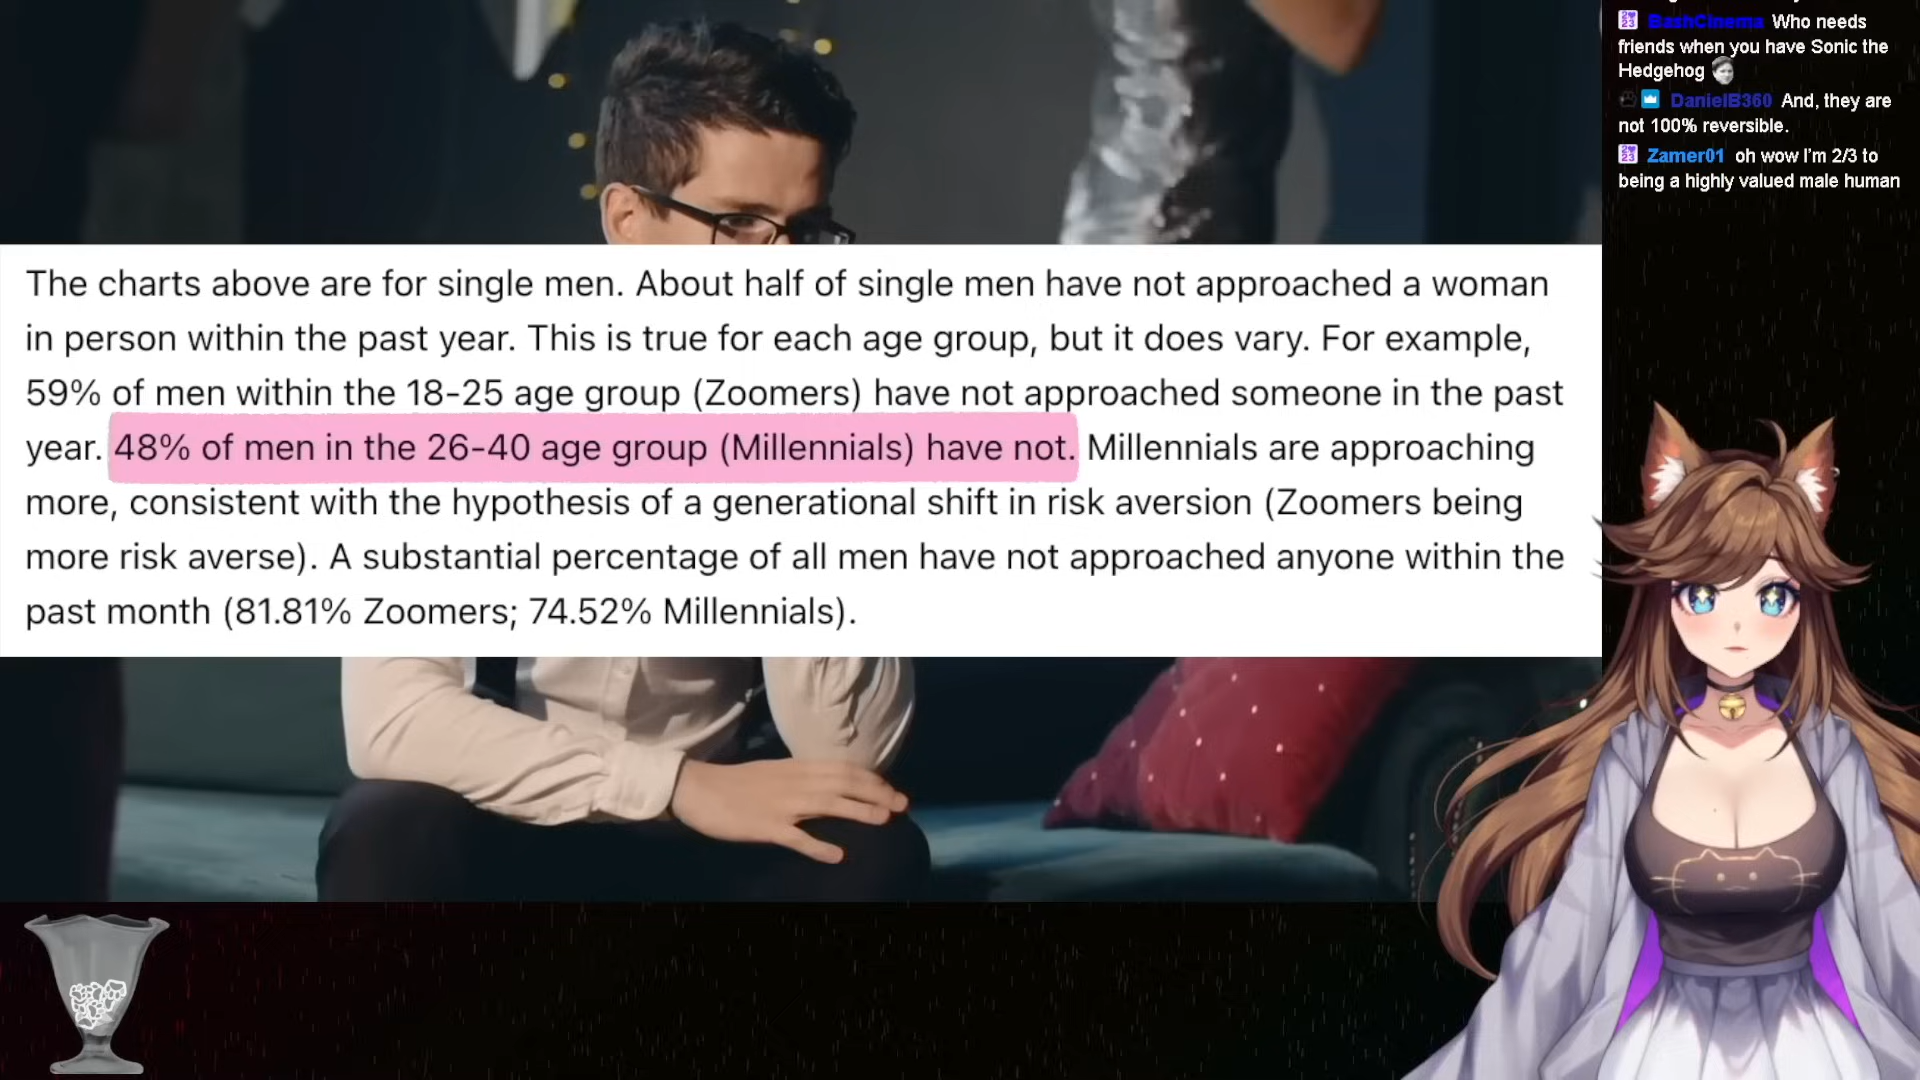 The charts above are for single men. About half of single men have not approached a woman
in person within the past year. This is true for each age group, but it does vary. For example,
59% of men within the 18-25 age group (Zoomers) have not approached someone in the past
year. 48% of men in the 26-40 age group (Millennials) have not. Millennials are approaching
more, consistent with the hypothesis of a generational shift in risk aversion (Zoomers being
more risk averse). A substantial percentage of all men have not approached anyone within the
past month (81.81% Zoomers; 74.52% Millennials).
BashCinema Who needs
friends when you have Sonic the
Hedgehog
DanielB360 And, they are
not 100% reversible.
Zamer01 oh wow I'm 2/3 to
being a highly valued male human